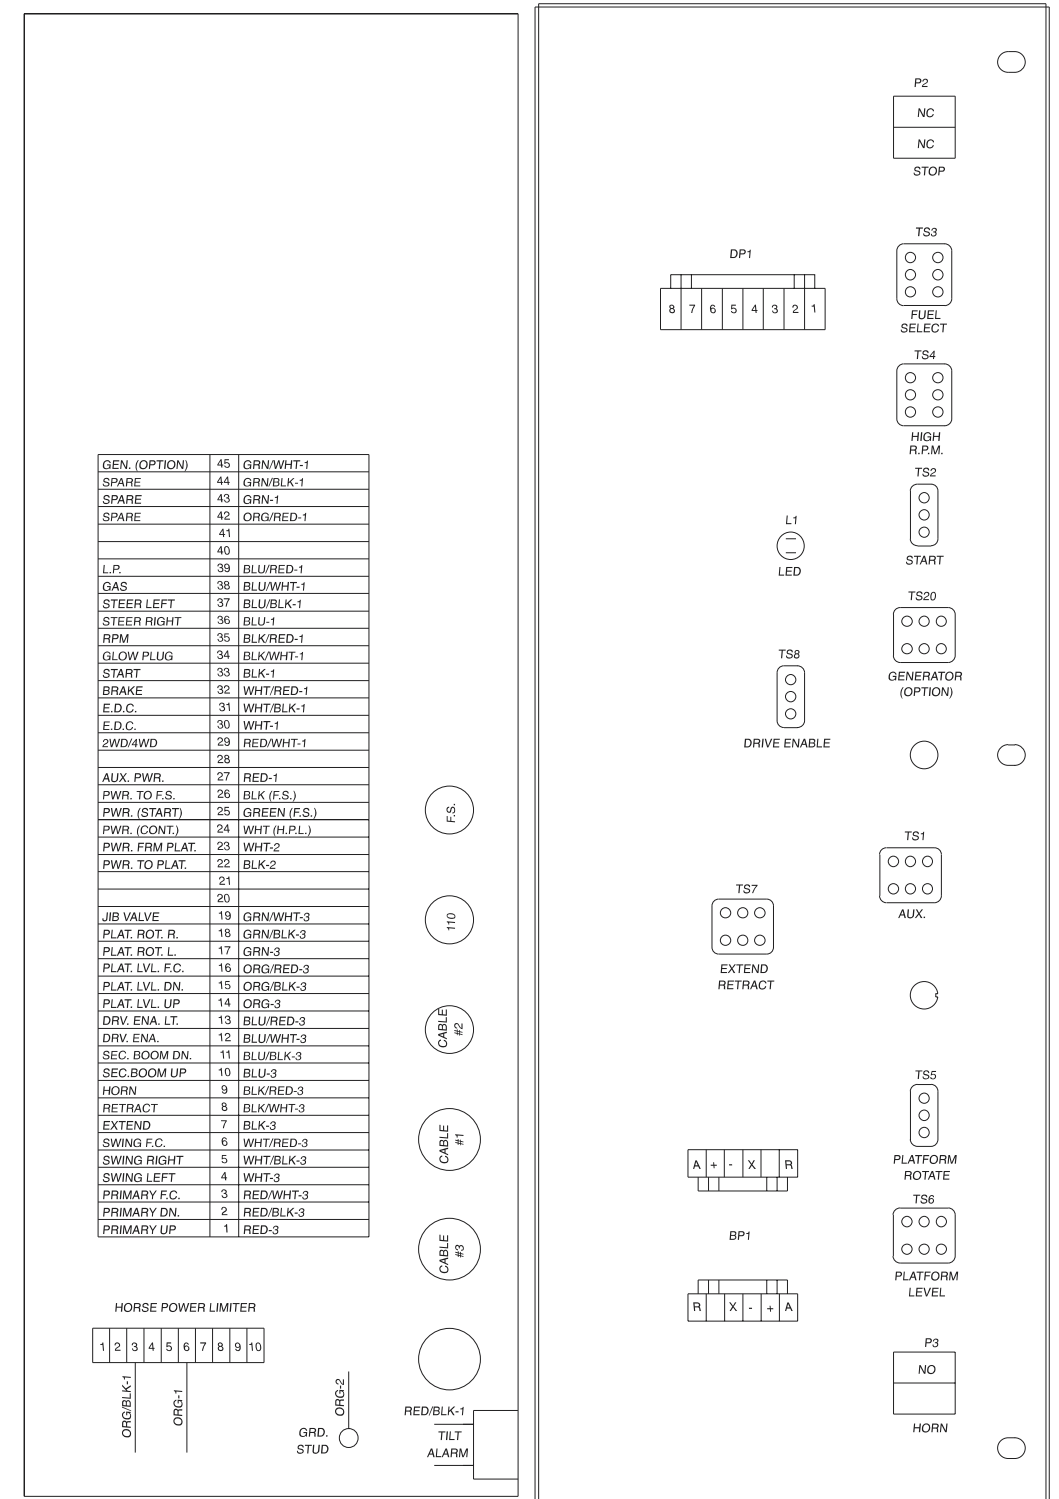 GEN. (OPTION) 45 GRN/WHT-1
SPARE 44 GRN/BLK-1
SPARE 43 GRN-1
SPARE 42 ORG/RED-1
41
40
L.P. 39 BLU/RED-1
GAS 38 BLU/WHT-1
STEER LEFT 37 BLU/BLK-1
STEER RIGHT 36 BLU-1
RPM 35 BLK/RED-1
GLOW PLUG 34 BLK/WHT-1
START 33 BLK-1
BRAKE 32 WHT/RED-1
E.D.C. 31 WHT/BLK-1
E.D.C. 30 WHT-1
2WD/4WD 29 RED/WHT-1
28
AUX. PWR. 27 RED-1
PWR. TO F.S. 26 BLK (F.S.)
PWR. (START) 25 GREEN (F.S.)
PWR. (CONT.) 24 WHT (H.P.L.)
PWR. FRM PLAT. 23 WHT-2
PWR. TO PLAT. 22 BLK-2
21
20
JIB VALVE 19 GRN/WHT-3
PLAT. ROT. R. 18 GRN/BLK-3
PLAT. ROT. L. 17 GRN-3
PLAT. LVL. F.C. 16 ORG/RED-3
PLAT. LVL. DN. 15 ORG/BLK-3
PLAT. LVL. UP 14 ORG-3
DRV. ENA. LT. 13 BLU/RED-3
DRV. ENA. 12 BLU/WHT-3
SEC. BOOM DN. 11 BLU/BLK-3
SEC.BOOM UP 10 BLU-3
HORN 9 BLK/RED-3
RETRACT 8 BLK/WHT-3
EXTEND 7 BLK-3
SWING F.C. 6 WHT/RED-3
SWING RIGHT 5 WHT/BLK-3
SWING LEFT 4 WHT-3
PRIMARY F.C. 3 RED/WHT-3
PRIMARY DN. 2 RED/BLK-3
PRIMARY UP 1 RED-3
F.S.
110
CABLE
#2
CABLE
#1
CABLE
#3
HORSE POWER LIMITER
1 2 3 4 5 6 7 8 9 10
ORG/BLK-1
ORG-1
ORG-2
GRD.
STUD
RED/BLK-1
TILT
ALARM
P2
NC
NC
STOP
TS3
FUEL
SELECT
DP1
8 7 6 5 4 3 2 1
TS4
HIGH
R.P.M.
TS2
START
L1
LED
TS20
GENERATOR
(OPTION)
TS8
DRIVE ENABLE
TS1
AUX.
TS7
EXTEND
RETRACT
TS5
PLATFORM
ROTATE
A + - X R
BP1
R X - + A
TS6
PLATFORM
LEVEL
P3
NO
HORN